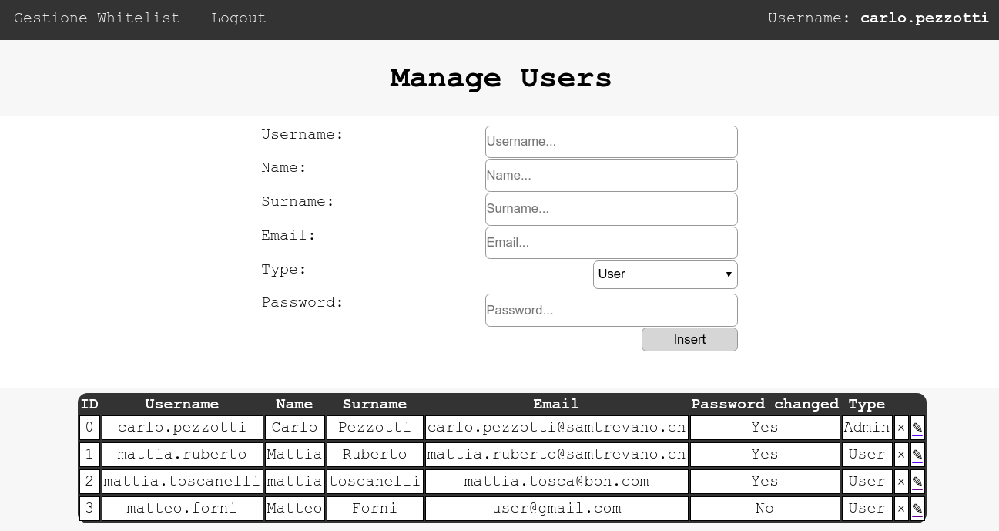 Gestione Whitelist Logout Username: carlo.pezzotti
Manage Users
Username: Username...
Name: Name...
Surname: Surname...
Email: Email...
Type: User ▾
Password: Password...
Insert
ID Username Name Surname Email Password changed Type
0 carlo.pezzotti Carlo Pezzotti carlo.pezzotti@samtrevano.ch Yes Admin × ✎
1 mattia.ruberto Mattia Ruberto mattia.ruberto@samtrevano.ch Yes User × ✎
2 mattia.toscanelli mattia toscanelli mattia.tosca@boh.com Yes User × ✎
3 matteo.forni Matteo Forni user@gmail.com No User × ✎